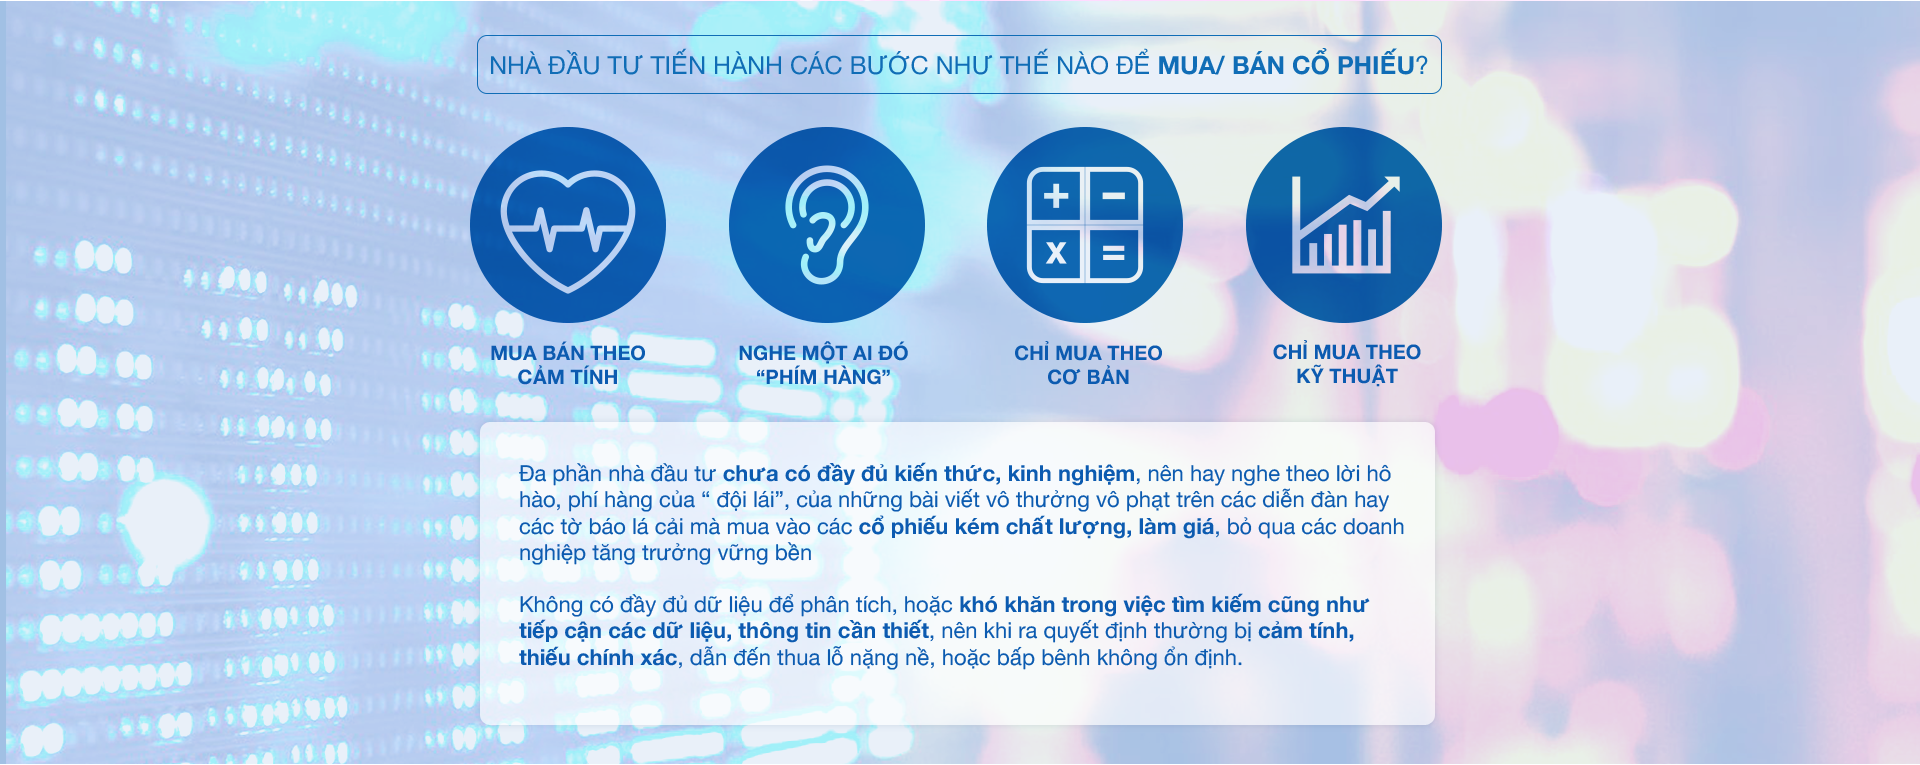 NHÀ ĐẦU TƯ TIẾN HÀNH CÁC BƯỚC NHƯ THẾ NÀO ĐỂ MUA/ BÁN CỔ PHIẾU?
MUA BÁN THEO
CẢM TÍNH
NGHE MỘT AI ĐÓ
“PHÍM HÀNG”
CHỈ MUA THEO
CƠ BẢN
CHỈ MUA THEO
KỸ THUẬT
Đa phần nhà đầu tư chưa có đầy đủ kiến thức, kinh nghiệm, nên hay nghe theo lời hô
hào, phí hàng của “ đội lái”, của những bài viết vô thưởng vô phạt trên các diễn đàn hay
các tờ báo lá cải mà mua vào các cổ phiếu kém chất lượng, làm giá, bỏ qua các doanh
nghiệp tăng trưởng vững bền
Không có đầy đủ dữ liệu để phân tích, hoặc khó khăn trong việc tìm kiếm cũng như
tiếp cận các dữ liệu, thông tin cần thiết, nên khi ra quyết định thường bị cảm tính,
thiếu chính xác, dẫn đến thua lỗ nặng nề, hoặc bấp bênh không ổn định.